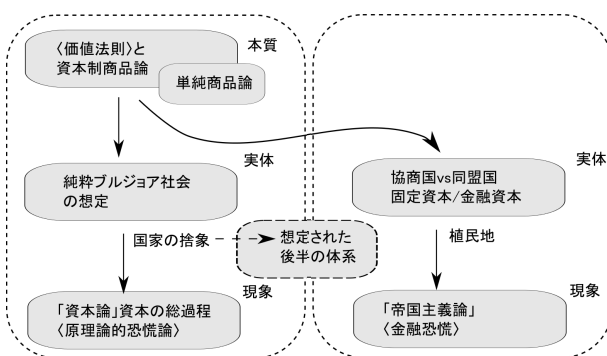 〈価値法則〉と
資本制商品論
本質
単純商品論
純粋ブルジョア社会
の想定
実体
国家の捨象
想定された
後半の体系
「資本論」資本の総過程
〈原理論的恐慌論〉
現象
協商国vs同盟国
固定資本/金融資本
実体
植民地
「帝国主義論」
〈金融恐慌〉
現象